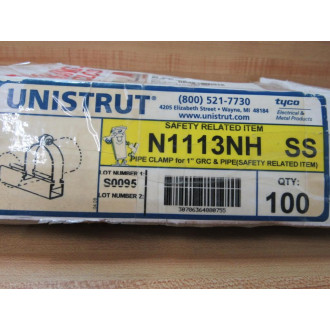 UNISTRUT®
(800) 521-7730
4205 Elizabeth Street • Wayne, MI 48184
www.unistrut.us
tyco
Electrical &
Metal Products
SAFETY RELATED ITEM
N1113NH SS
PIPE CLAMP for 1" GRC & PIPE(SAFETY RELATED ITEM)
LOT NUMBER 1:
S0095
LOT NUMBER 2:
QTY:
100